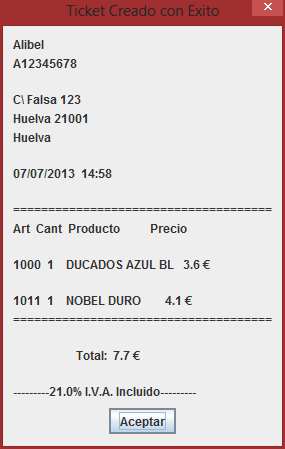 Ticket Creado con Exito
x
Alibel
A12345678
C\ Falsa 123
Huelva 21001
Huelva
07/07/2013 14:58
=====================================
Art Cant Producto Precio
1000 1 DUCADOS AZUL BL 3.6 €
1011 1 NOBEL DURO 4.1 €
=====================================
Total: 7.7 €
---------21.0% I.V.A. Incluido---------
Aceptar